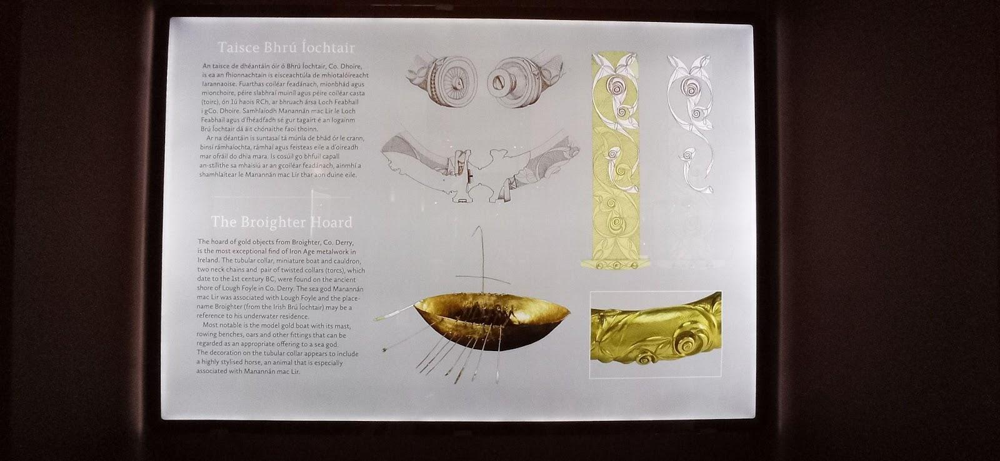 Taisce Bhrú Íochtair
An taisce de dhéantáin óir ó Bhrú Íochtair, Co. Dhoire,
is ea an fhionnachtain is eisceachtúla de mhiotalóireacht
Iarannaoise. Fuarthas coiléar feadánach, mionbhád agus
mionchoire, péire slabhraí muiníl agus péire coiléar casta
(toirc), ón 1ú haois RCh, ar bhruach ársa Loch Feabhail
i gCo. Dhoire. Samhlaíodh Manannán mac Lir le Loch
Feabhail agus d'fhéadfadh sé gur tagairt é an logainm
Brú Íochtair dá áit chónaithe faoi thoinn.
Ar na déantáin is suntasaí tá múnla de bhád óir le crann,
binsí rámhaíochta, rámhaí agus feisteas eile a d'oireadh
mar ofráil do dhia mara. Is cosúil go bhfuil capall
an-stílithe sa mhaisiú ar an gcoiléar feadánach, ainmhí a
shamhlaítear le Manannán mac Lir thar aon duine eile.
The Broighter Hoard
The hoard of gold objects from Broighter, Co. Derry,
is the most exceptional find of Iron Age metalwork in
Ireland. The tubular collar, miniature boat and cauldron,
two neck chains and pair of twisted collars (torcs), which
date to the 1st century BC, were found on the ancient
shore of Lough Foyle in Co. Derry. The sea god Manannán
mac Lir was associated with Lough Foyle and the place-
name Broighter (from the Irish Brú Íochtair) may be a
reference to his underwater residence.
Most notable is the model gold boat with its mast,
rowing benches, oars and other fittings that can be
regarded as an appropriate offering to a sea god.
The decoration on the tubular collar appears to include
a highly stylised horse, an animal that is especially
associated with Manannán mac Lir.